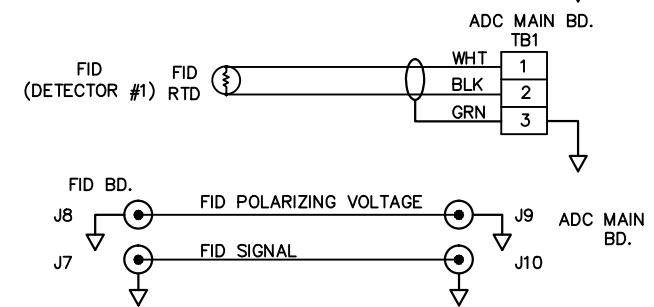 ADC MAIN BD.
TB1
FID
(DETECTOR #1)
FID
RTD
WHT 1
BLK 2
GRN 3
FID BD.
J8 FID POLARIZING VOLTAGE J9
ADC MAIN
BD.
J7 FID SIGNAL J10